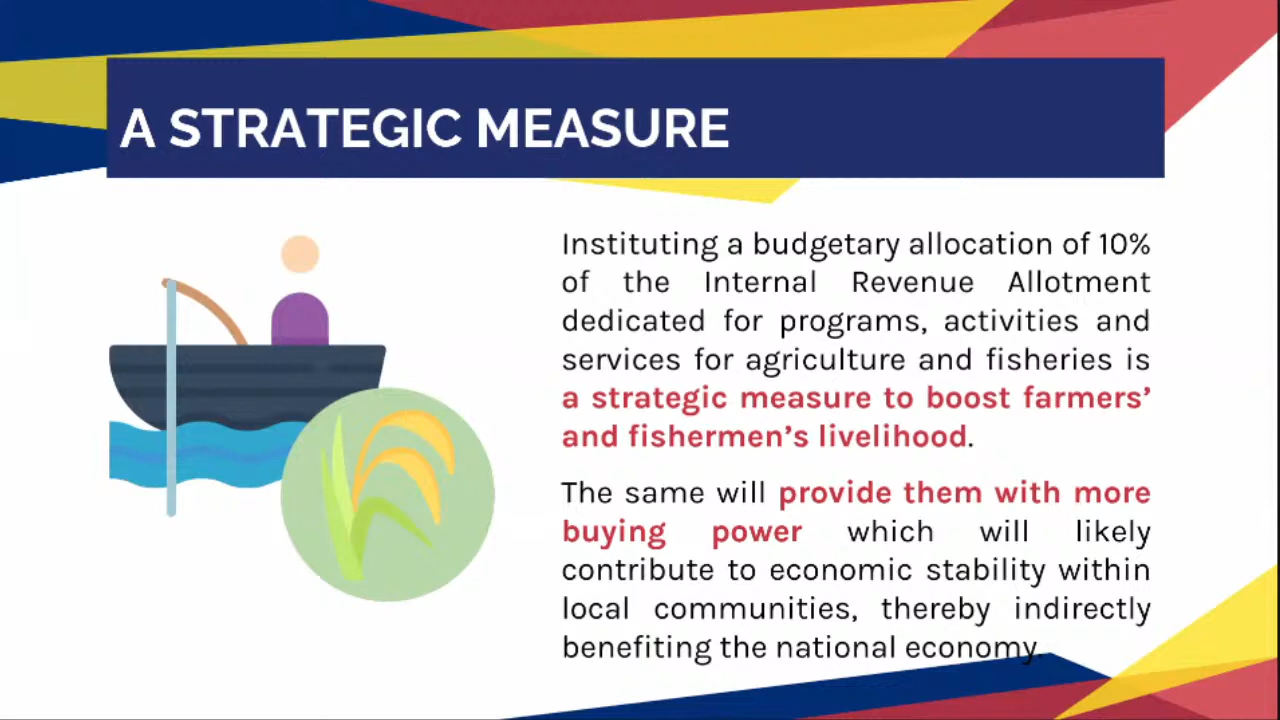 A STRATEGIC MEASURE
Instituting a budgetary allocation of 10%
of the Internal Revenue Allotment
dedicated for programs, activities and
services for agriculture and fisheries is
a strategic measure to boost farmers’
and fishermen’s livelihood.
The same will provide them with more
buying power which will likely
contribute to economic stability within
local communities, thereby indirectly
benefiting the national economy.